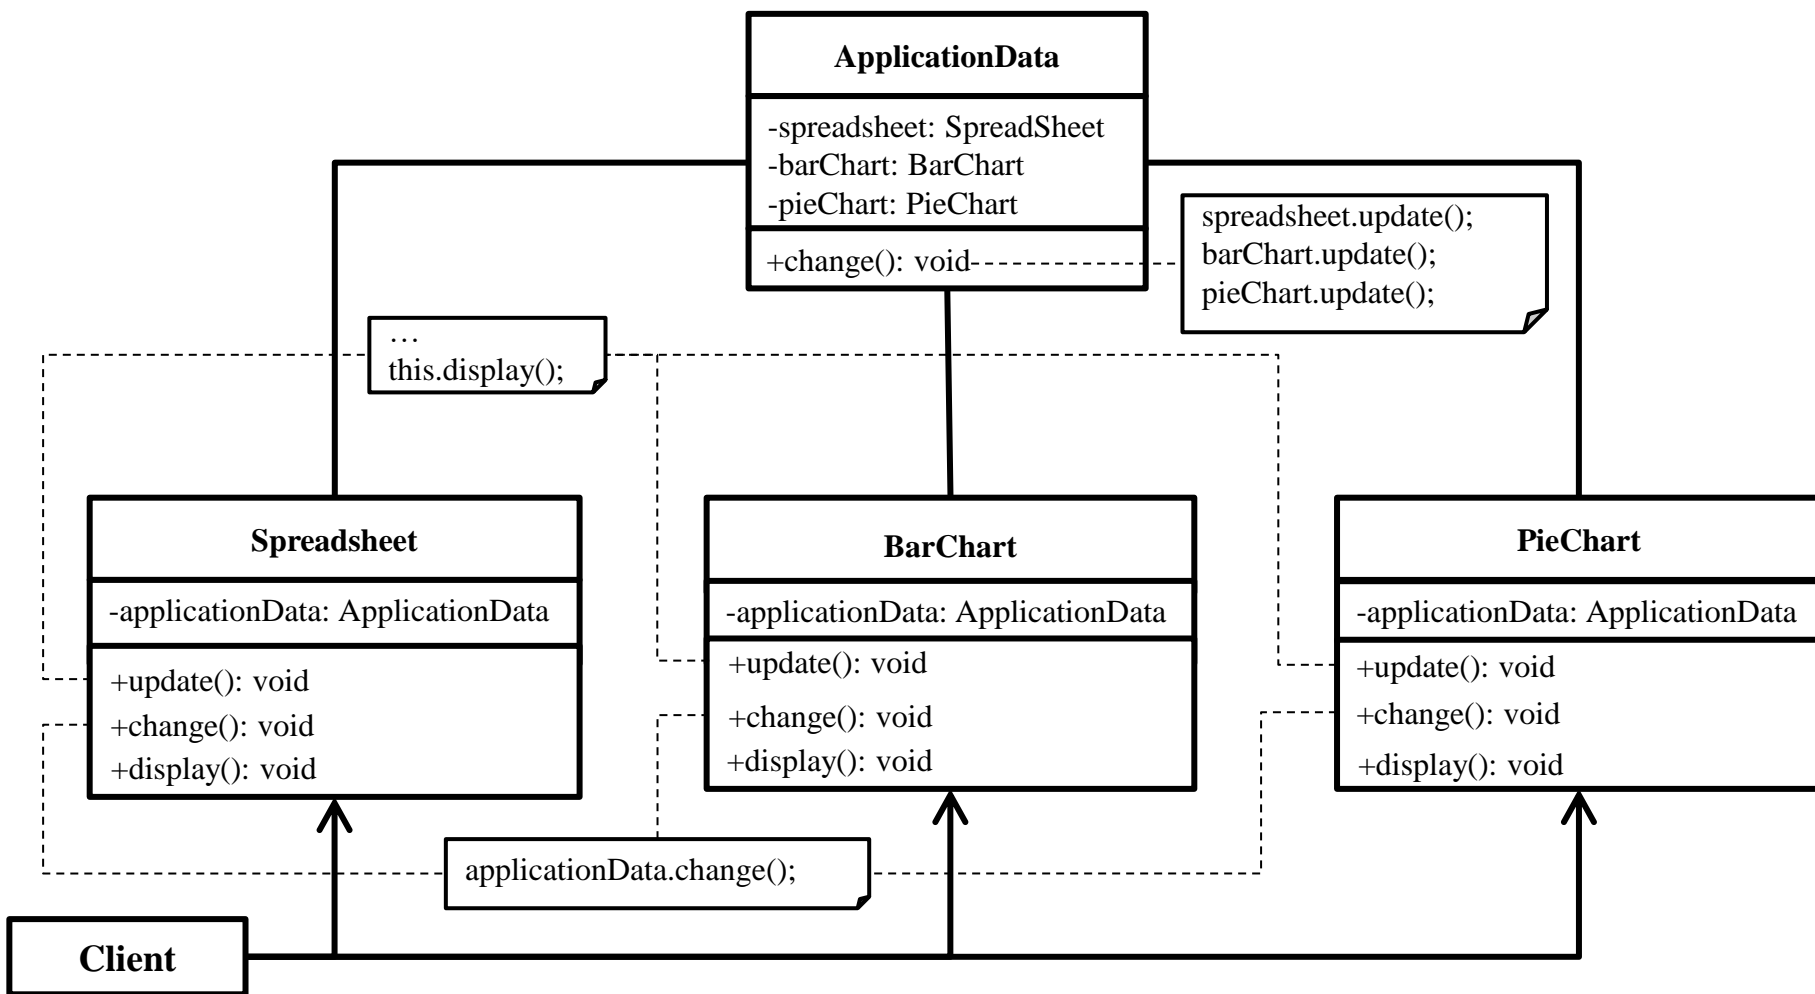 ApplicationData
-spreadsheet: SpreadSheet
-barChart: BarChart
-pieChart: PieChart
+change(): void
spreadsheet.update();
barChart.update();
pieChart.update();
…
this.display();
Spreadsheet
-applicationData: ApplicationData
+update(): void
+change(): void
+display(): void
BarChart
-applicationData: ApplicationData
+update(): void
+change(): void
+display(): void
PieChart
-applicationData: ApplicationData
+update(): void
+change(): void
+display(): void
applicationData.change();
Client